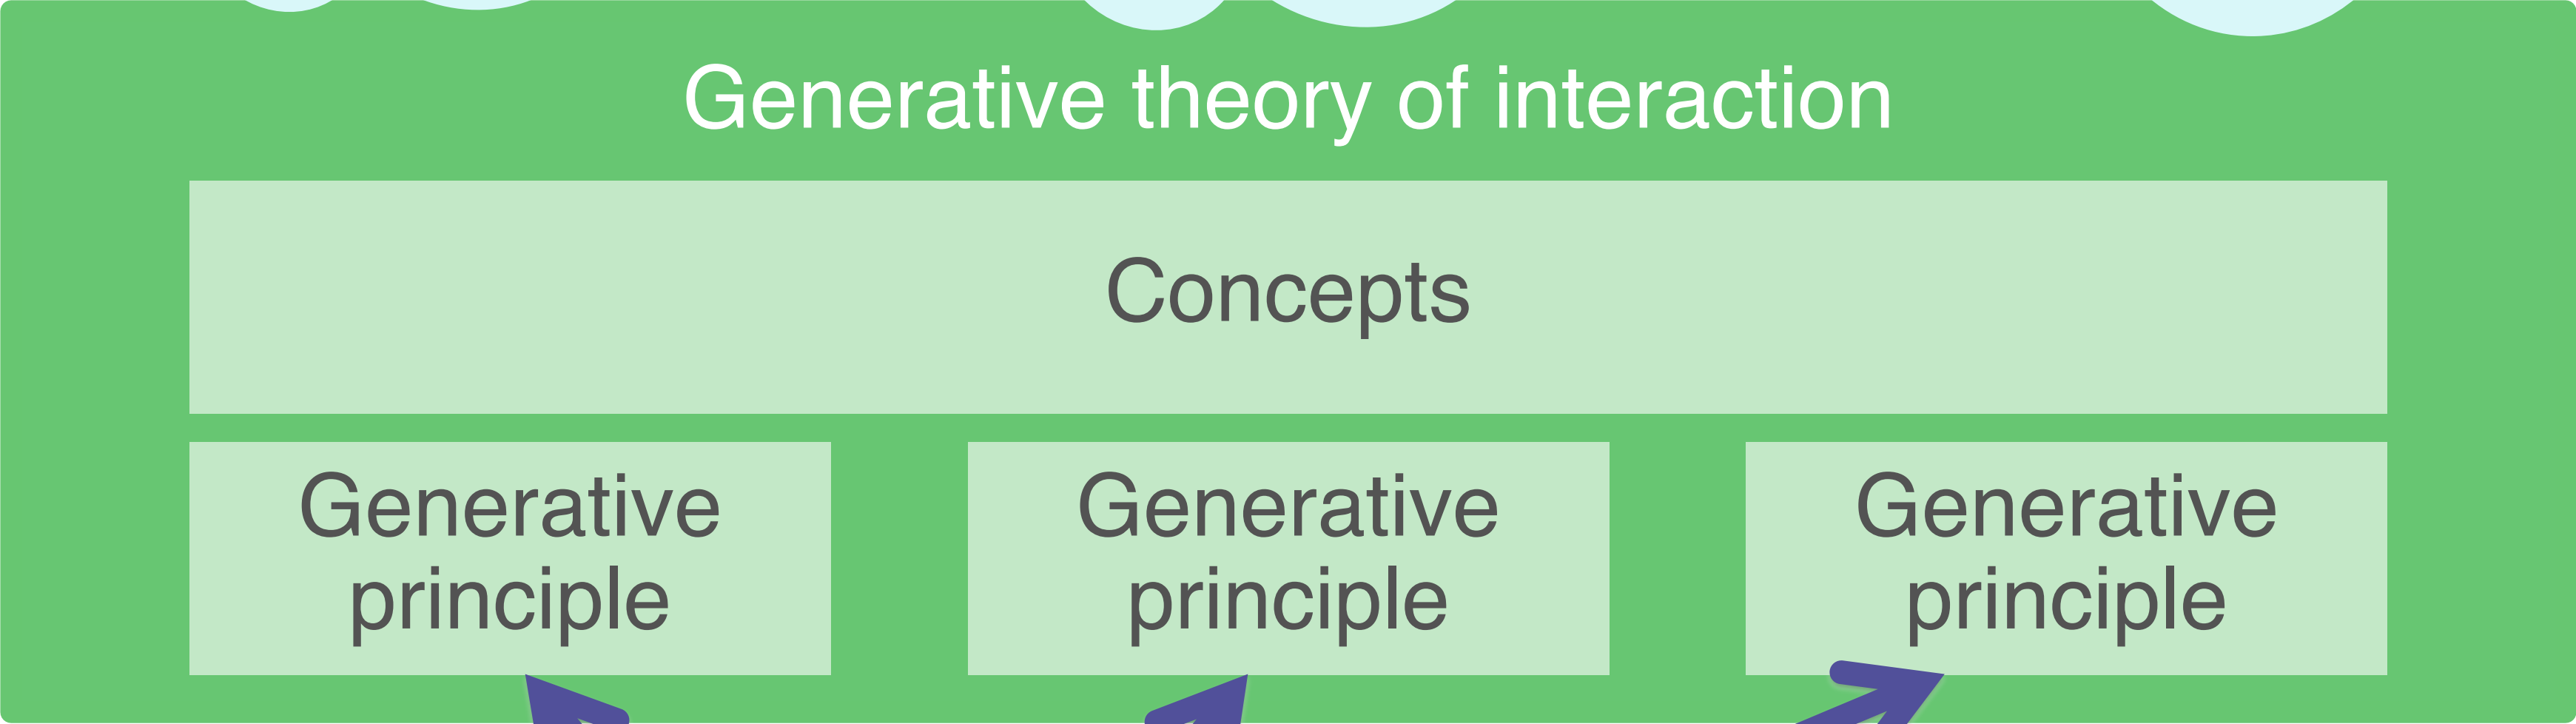 Generative theory of interaction
Concepts
Generative
principle
Generative
principle
Generative
principle